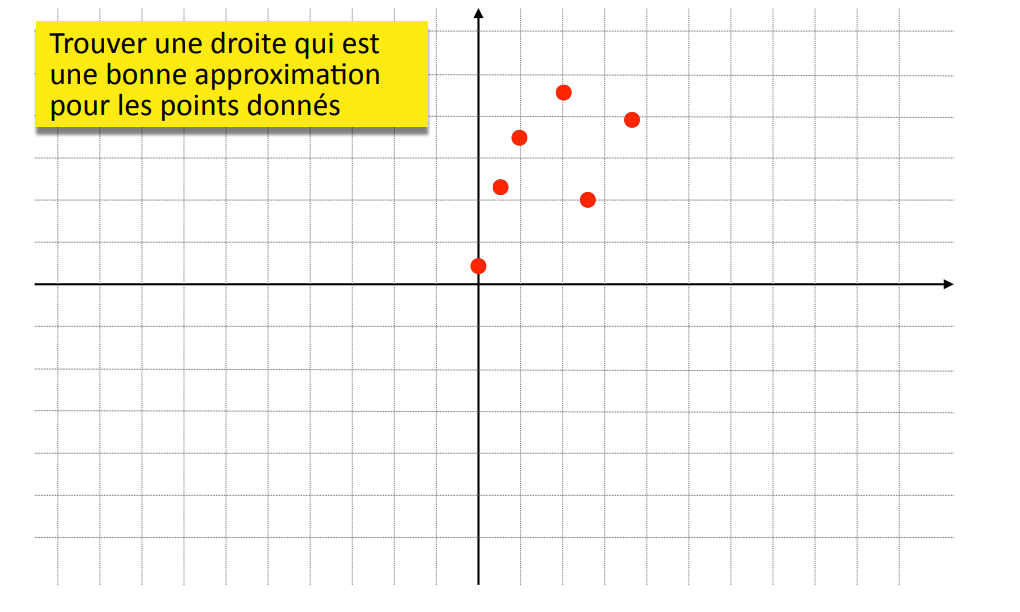 Trouver une droite qui est
une bonne approximation
pour les points donnés